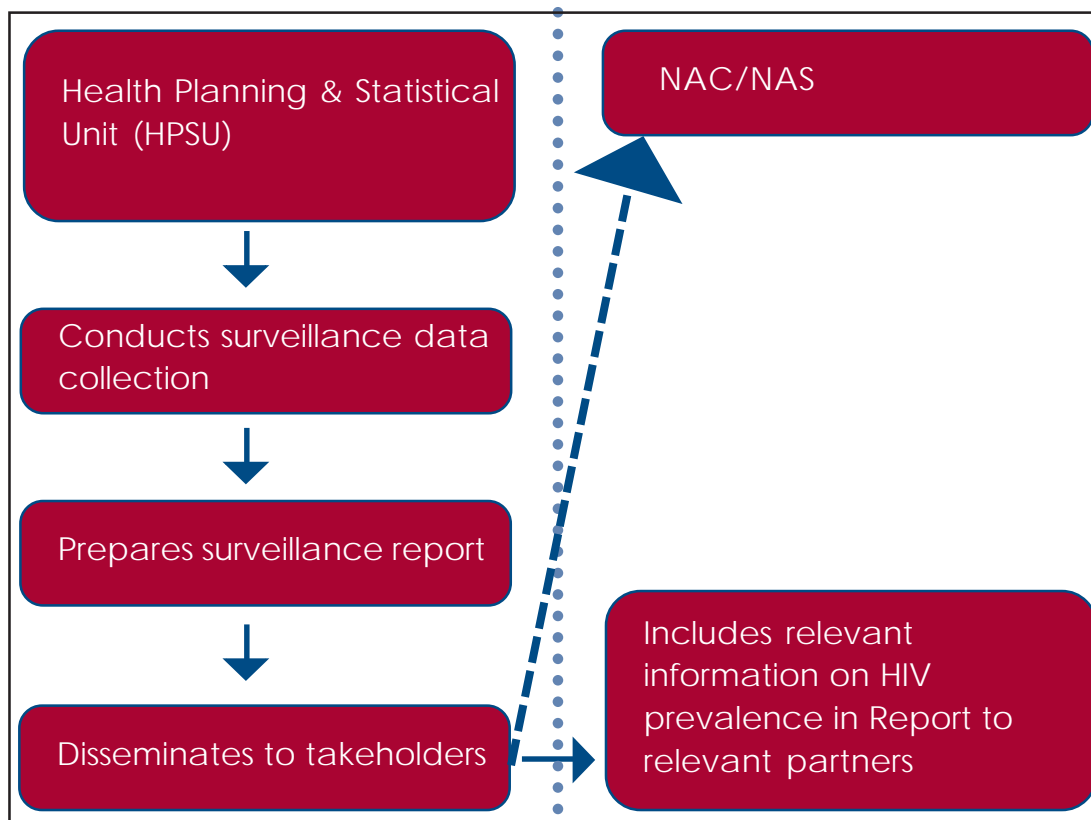 Health Planning & Statistical
Unit (HPSU)
Conducts surveillance data
collection
Prepares surveillance report
Disseminates to takeholders
NAC/NAS
Includes relevant
information on HIV
prevalence in Report to
relevant partners